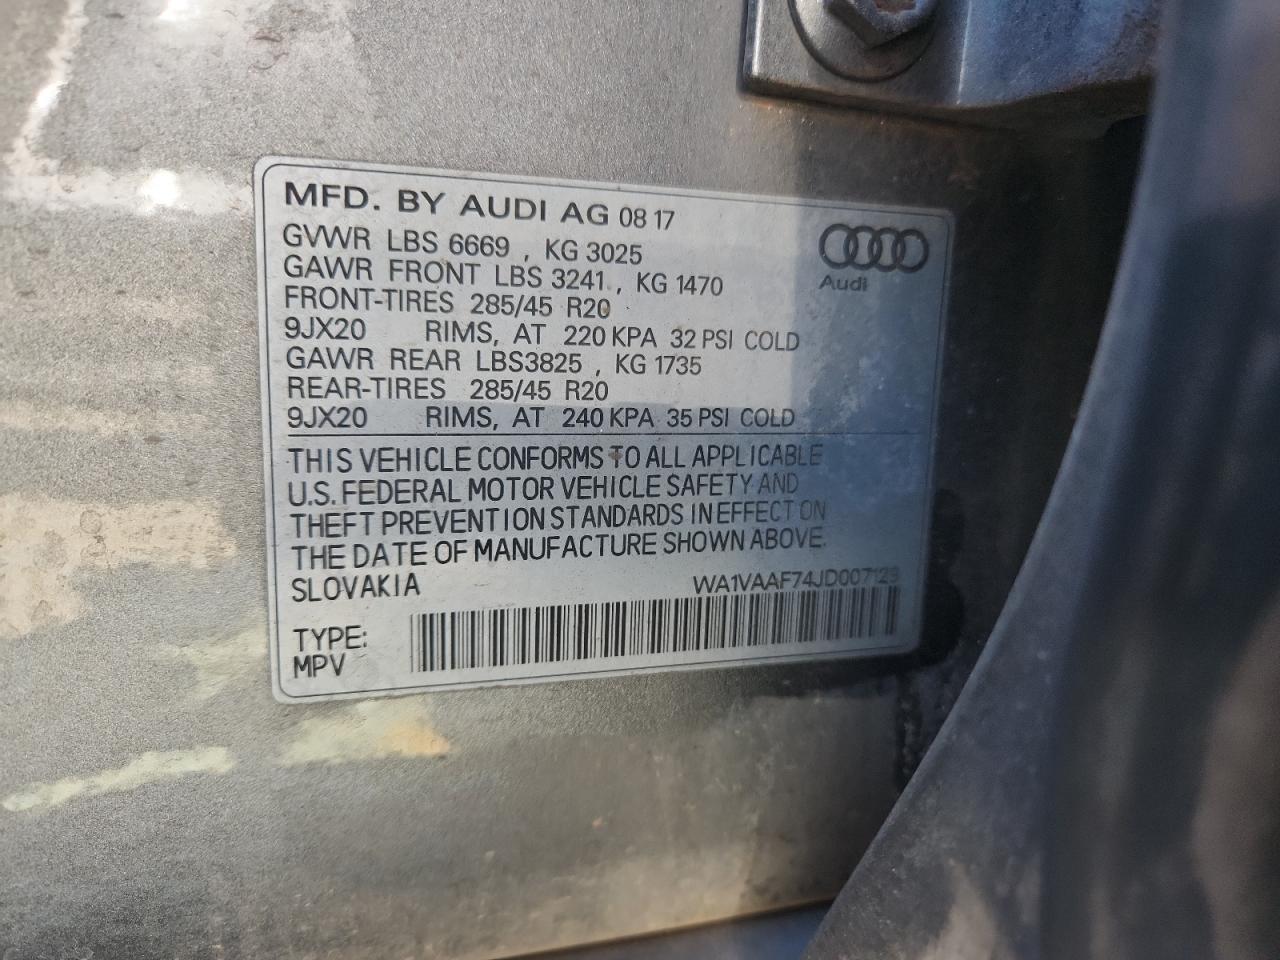 MFD. BY AUDI AG 08 17
GVWR LBS 6669 , KG 3025
GAWR FRONT LBS 3241 , KG 1470
FRONT-TIRES 285/45 R20
9JX20 RIMS, AT 220 KPA 32 PSI COLD
GAWR REAR LBS3825 , KG 1735
REAR-TIRES 285/45 R20
9JX20 RIMS, AT 240 KPA 35 PSI COLD
Audi
THIS VEHICLE CONFORMS TO ALL APPLICABLE
U.S. FEDERAL MOTOR VEHICLE SAFETY AND
THEFT PREVENTION STANDARDS IN EFFECT ON
THE DATE OF MANUFACTURE SHOWN ABOVE.
SLOVAKIA WA1VAAF74JD007129
TYPE:
MPV